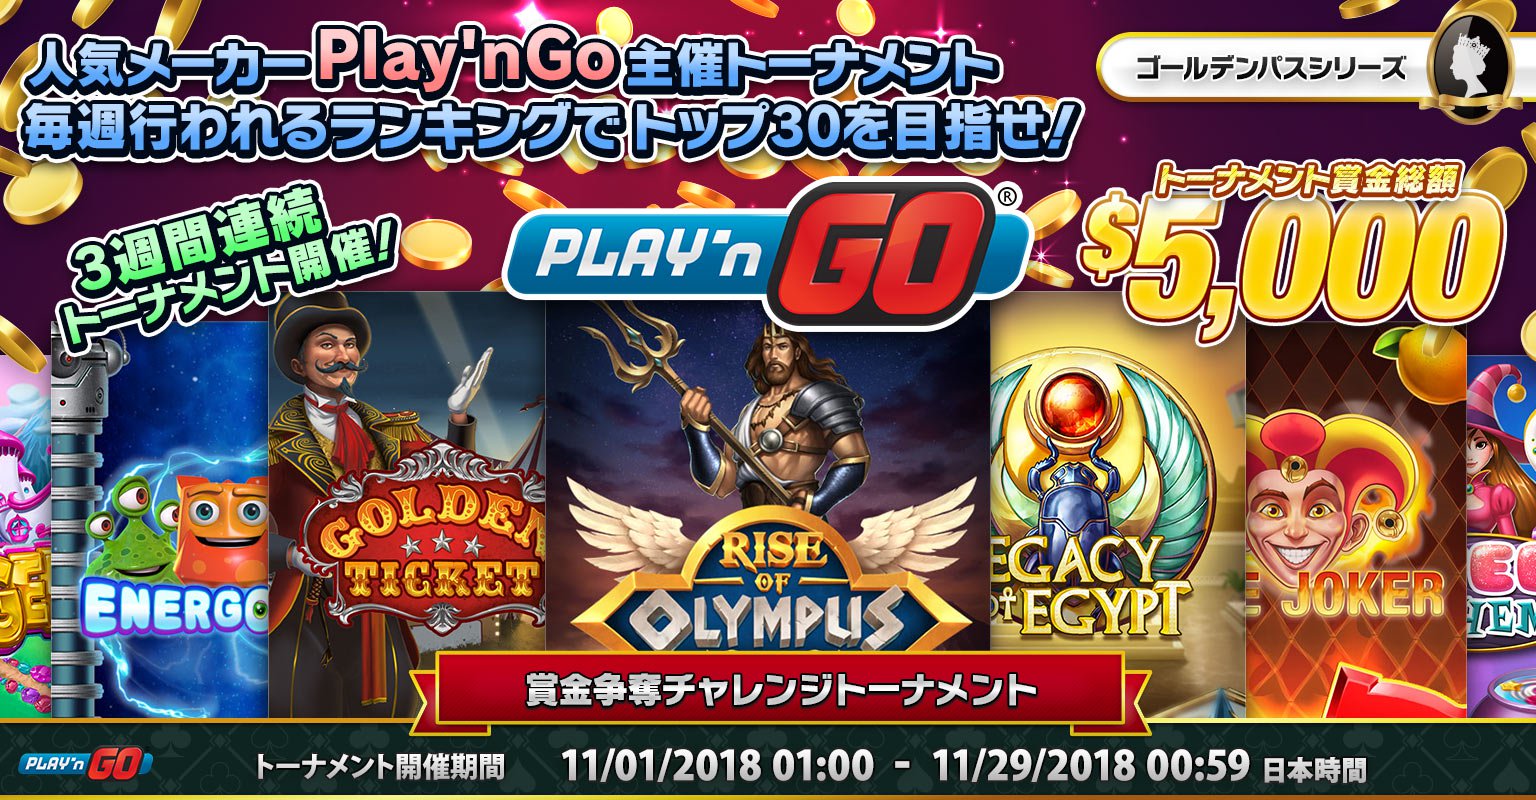 人気メーカーPlay'nGo主催トーナメント
毎週行われるランキングでトップ30を目指せ!
ゴールデンパスシリーズ
3週間連続
トーナメント開催!
PLAY'n GO®
トーナメント賞金総額
$5,000
ENERGO
GOLDEN
TICKET
RISE
OF
OLYMPUS
EGACY
OF EGYPT
E JOKER
賞金争奪チャレンジトーナメント
PLAY'n GO
トーナメント開催期間 11/01/2018 01:00 - 11/29/2018 00:59 日本時間